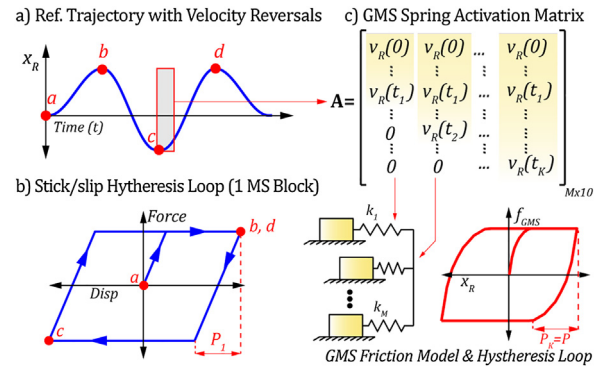 a) Ref. Trajectory with Velocity Reversals
x_R
a
b
c
d
Time (t)
b) Stick/slip Hytheresis Loop (1 MS Block)
Force
Disp
a
b, d
c
P_1
c) GMS Spring Activation Matrix
A=
v_R(0) v_R(0) ... v_R(0)
⋮ ⋮ ⋮ ⋮
v_R(t_1) v_R(t_1) ... v_R(t_1)
⋮ ⋮ ⋮ ⋮
0 v_R(t_2) ... ⋮
⋮ ⋮ ⋮ ⋮
0 0 ... v_R(t_K)
Mx10
k_1
k_M
f_GMS
x_R
P_K=P
GMS Friction Model & Hystheresis Loop